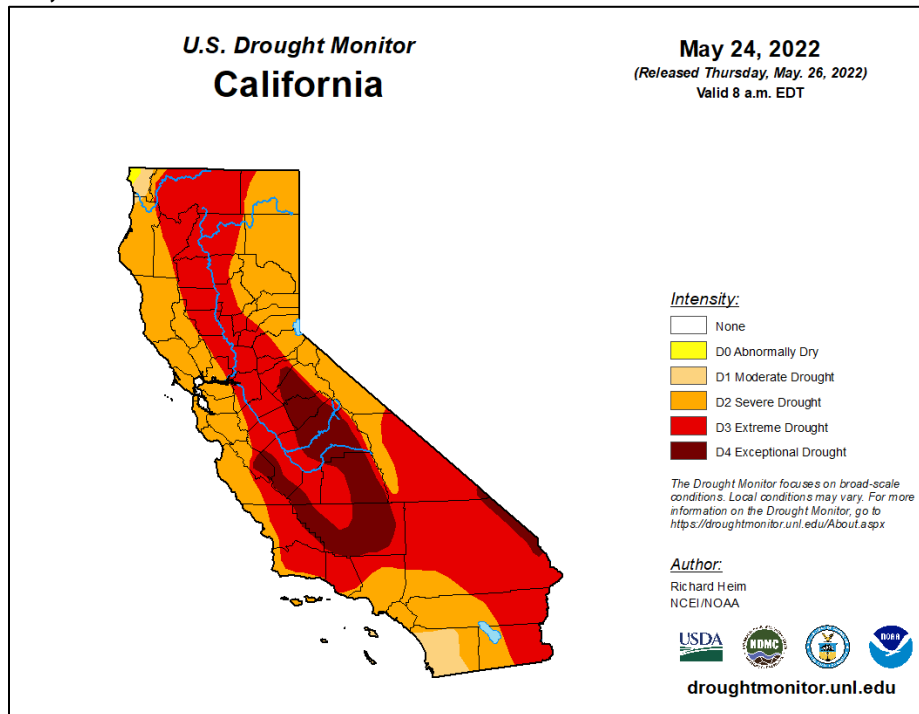 U.S. Drought Monitor
California
May 24, 2022
(Released Thursday, May. 26, 2022)
Valid 8 a.m. EDT
Intensity:
None
D0 Abnormally Dry
D1 Moderate Drought
D2 Severe Drought
D3 Extreme Drought
D4 Exceptional Drought
The Drought Monitor focuses on broad-scale
conditions. Local conditions may vary. For more
information on the Drought Monitor, go to
https://droughtmonitor.unl.edu/About.aspx
Author:
Richard Heim
NCEI/NOAA
USDA
NDMC
NOAA
droughtmonitor.unl.edu